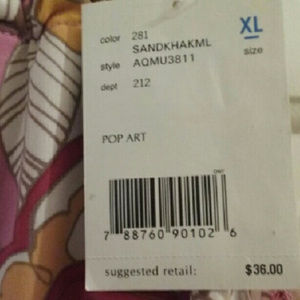 color 281
SANDKHAKML
style AQMU3811
dept 212
XL
size
POP ART
7 88760 90102 6
suggested retail: $36.00